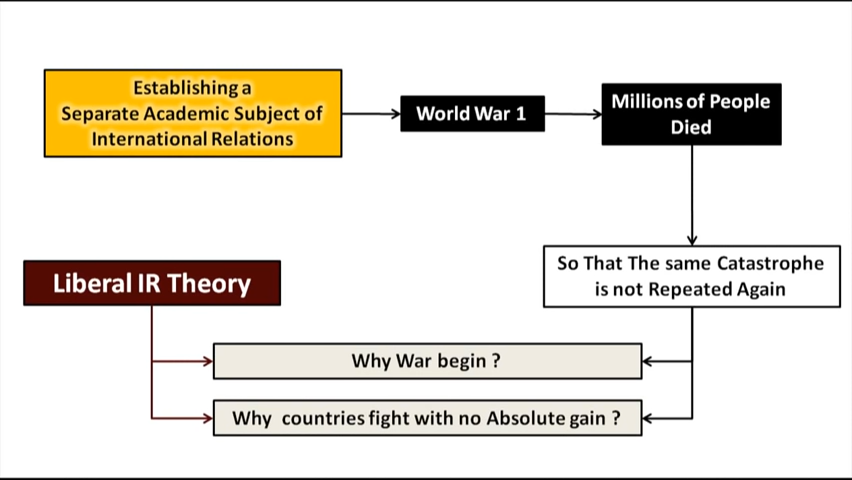 Establishing a
Separate Academic Subject of
International Relations
World War 1
Millions of People
Died
So That The same Catastrophe
is not Repeated Again
Liberal IR Theory
Why War begin ?
Why countries fight with no Absolute gain ?